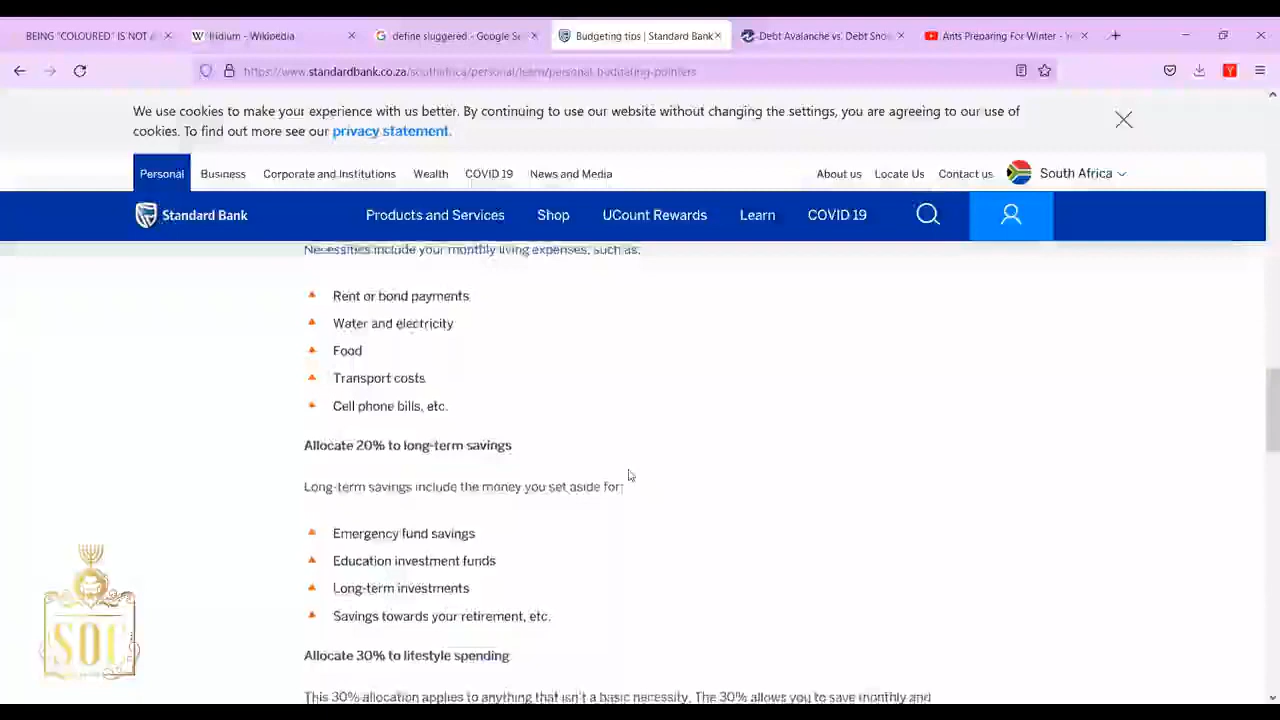 BEING "COLOURED" IS NOT
Iridium - Wikipedia
define sluggered - Google Se
Budgeting tips | Standard Bank
Debt Avalanche vs. Debt Snow
Ants Preparing For Winter - Y
https://www.standardbank.co.za/southafrica/personal/learn/personal-budgeting-pointers
We use cookies to make your experience with us better. By continuing to use our website without changing the settings, you are agreeing to our use of
cookies. To find out more see our privacy statement.
Personal Business Corporate and Institutions Wealth COVID 19 News and Media About us Locate Us Contact us South Africa
Standard Bank Products and Services Shop UCount Rewards Learn COVID 19
Necessities include your monthly living expenses, such as:
Rent or bond payments
Water and electricity
Food
Transport costs
Cell phone bills, etc.
Allocate 20% to long-term savings
Long-term savings include the money you set aside for:
Emergency fund savings
Education investment funds
Long-term investments
Savings towards your retirement, etc.
Allocate 30% to lifestyle spending
This 30% allocation applies to anything that isn't a basic necessity. The 30% allows you to save monthly and
SOC